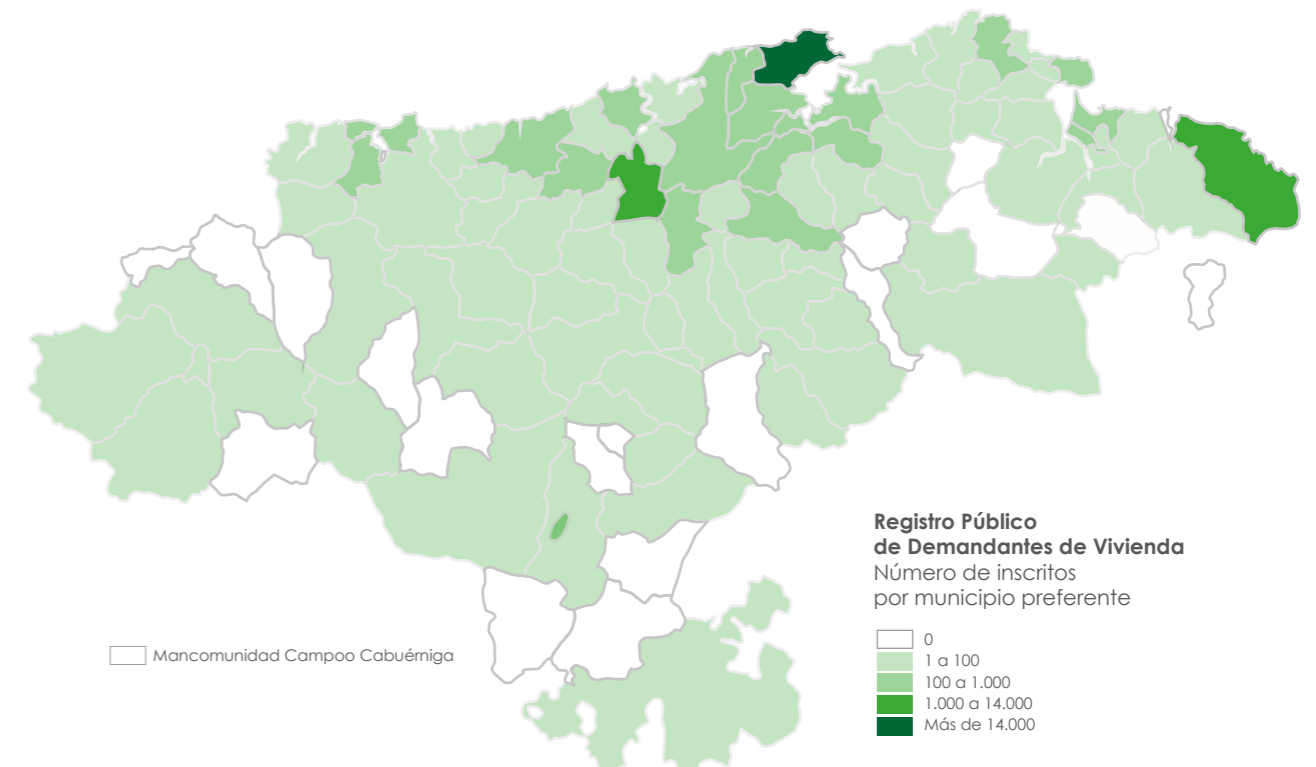 Registro Público
de Demandantes de Vivienda
Número de inscritos
por municipio preferente
0
1 a 100
100 a 1.000
1.000 a 14.000
Más de 14.000
Mancomunidad Campoo Cabuérniga